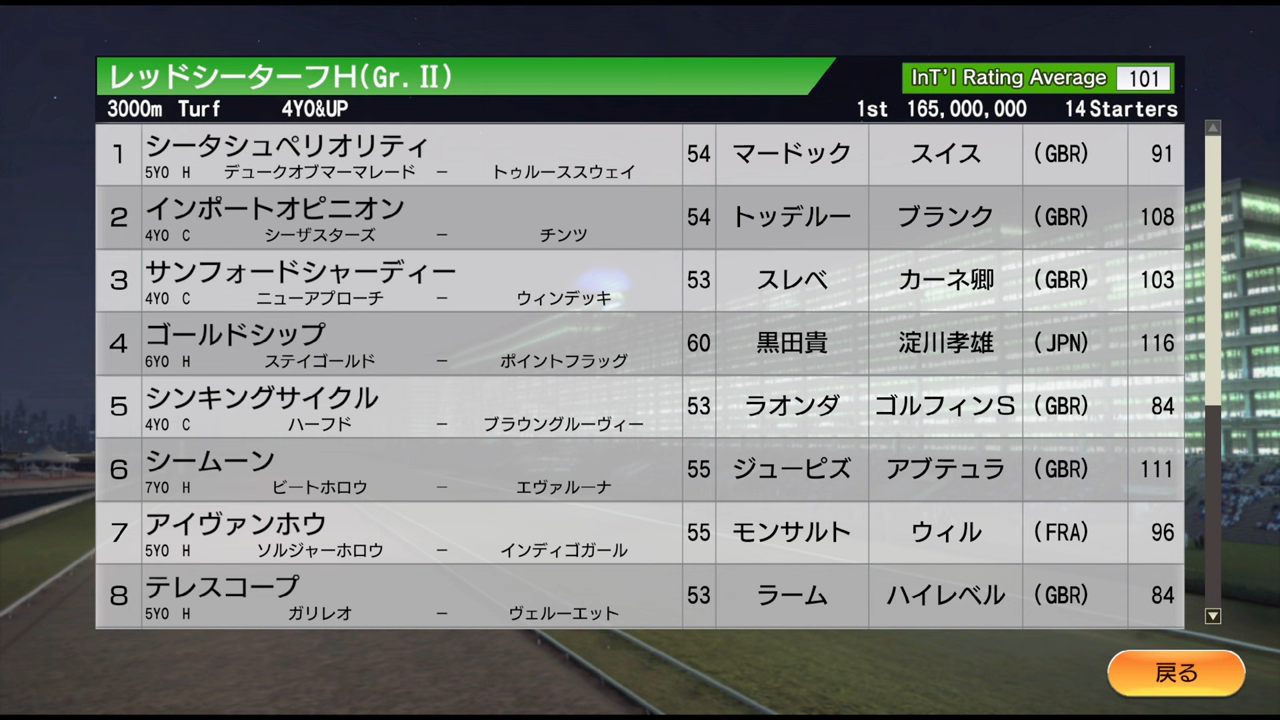 レッドシーターフH(Gr. Ⅱ)
InT'l Rating Average 101
3000m Turf 4YO&UP 1st 165,000,000 14Starters
1 シータシュペリオリティ 54 マードック スイス (GBR) 91
5YO H デュークオブマーマレード － トゥルーススウェイ
2 インポートオピニオン 54 トッデルー ブランク (GBR) 108
4YO C シーザスターズ － チンツ
3 サンフォードシャーディー 53 スレベ カーネ卿 (GBR) 103
4YO C ニューアプローチ － ウィンデッキ
4 ゴールドシップ 60 黒田貴 淀川孝雄 (JPN) 116
6YO H ステイゴールド － ポイントフラッグ
5 シンキングサイクル 53 ラオンダ ゴルフィンS (GBR) 84
4YO C ハーフド － ブラウングルーヴィー
6 シームーン 55 ジューピズ アブテュラ (GBR) 111
7YO H ビートホロウ － エヴァルーナ
7 アイヴァンホウ 55 モンサルト ウィル (FRA) 96
5YO H ソルジャーホロウ － インディゴガール
8 テレスコープ 53 ラーム ハイレベル (GBR) 84
5YO H ガリレオ － ヴェルーエット
戻る